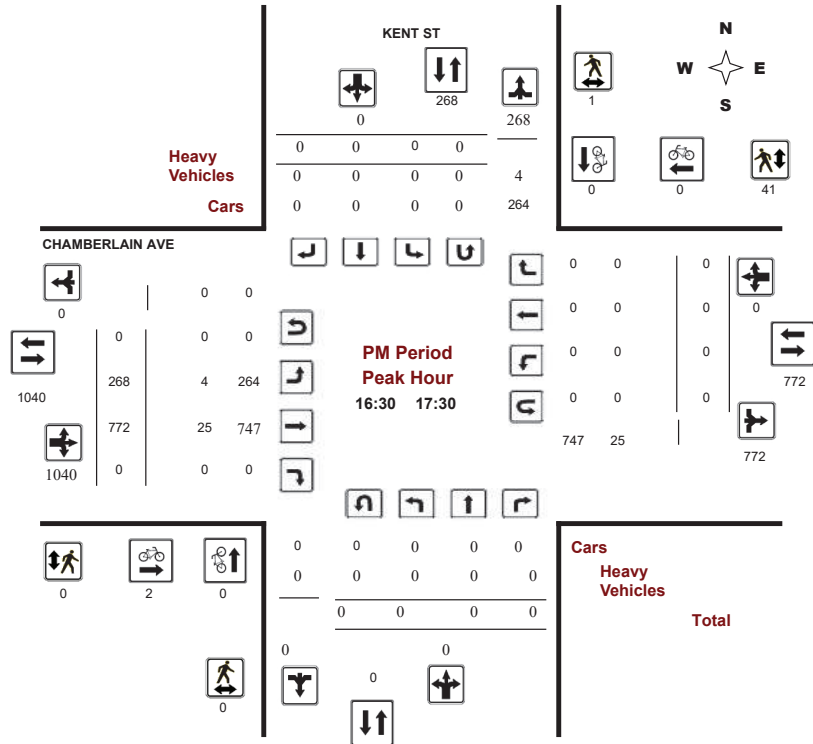 KENT ST
N
W E
S
268
1
0
268
0 0 0 0
Heavy
Vehicles
0 0 0 0 4
0 0 41
Cars
0 0 0 0 264
CHAMBERLAIN AVE
0 0
0 0 0
0
0
0 0 0
0 0 0
PM Period
Peak Hour
16:30 17:30
1040
268 4 264
0 0 0
772
772 25 747
0 0 0
747 25
772
1040
0 0 0
0 0 0 0 0
Cars
0 0 0 0 0
Heavy
Vehicles
0 2 0
0 0 0 0
Total
0 0
0
0